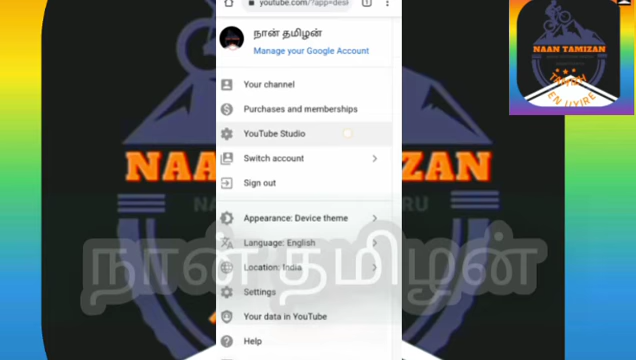 youtube.com/?app=desk
நான் தமிழன்
Manage your Google Account
Your channel
Purchases and memberships
YouTube Studio
Switch account
Sign out
Appearance: Device theme
Language: English
Location: India
Settings
Your data in YouTube
Help
NAAN TAMIZAN
EN UYIRE
NAAN TAMIZAN
நான் தமிழன்